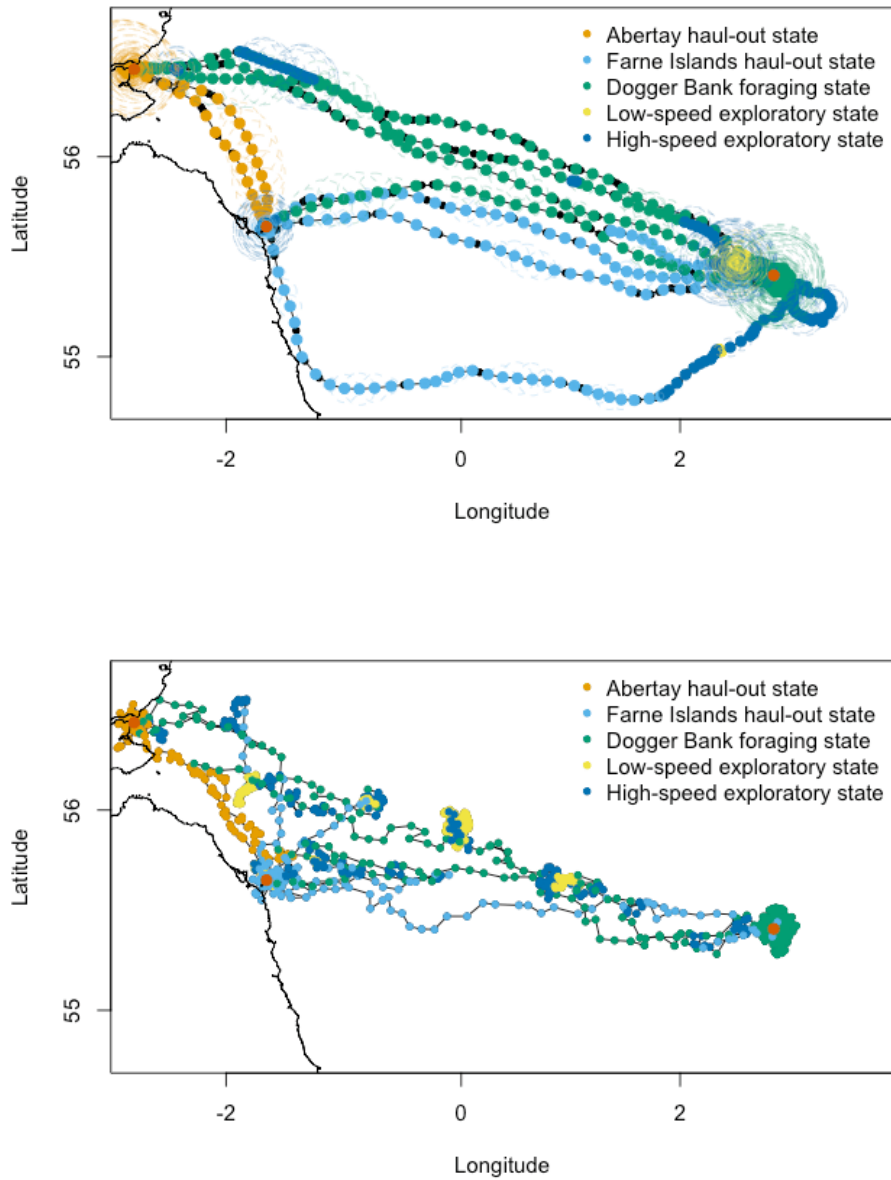 Abertay haul-out state
Farne Islands haul-out state
Dogger Bank foraging state
Low-speed exploratory state
High-speed exploratory state
Latitude
56
55
-2
0
2
Longitude
Abertay haul-out state
Farne Islands haul-out state
Dogger Bank foraging state
Low-speed exploratory state
High-speed exploratory state
Latitude
56
55
-2
0
2
Longitude